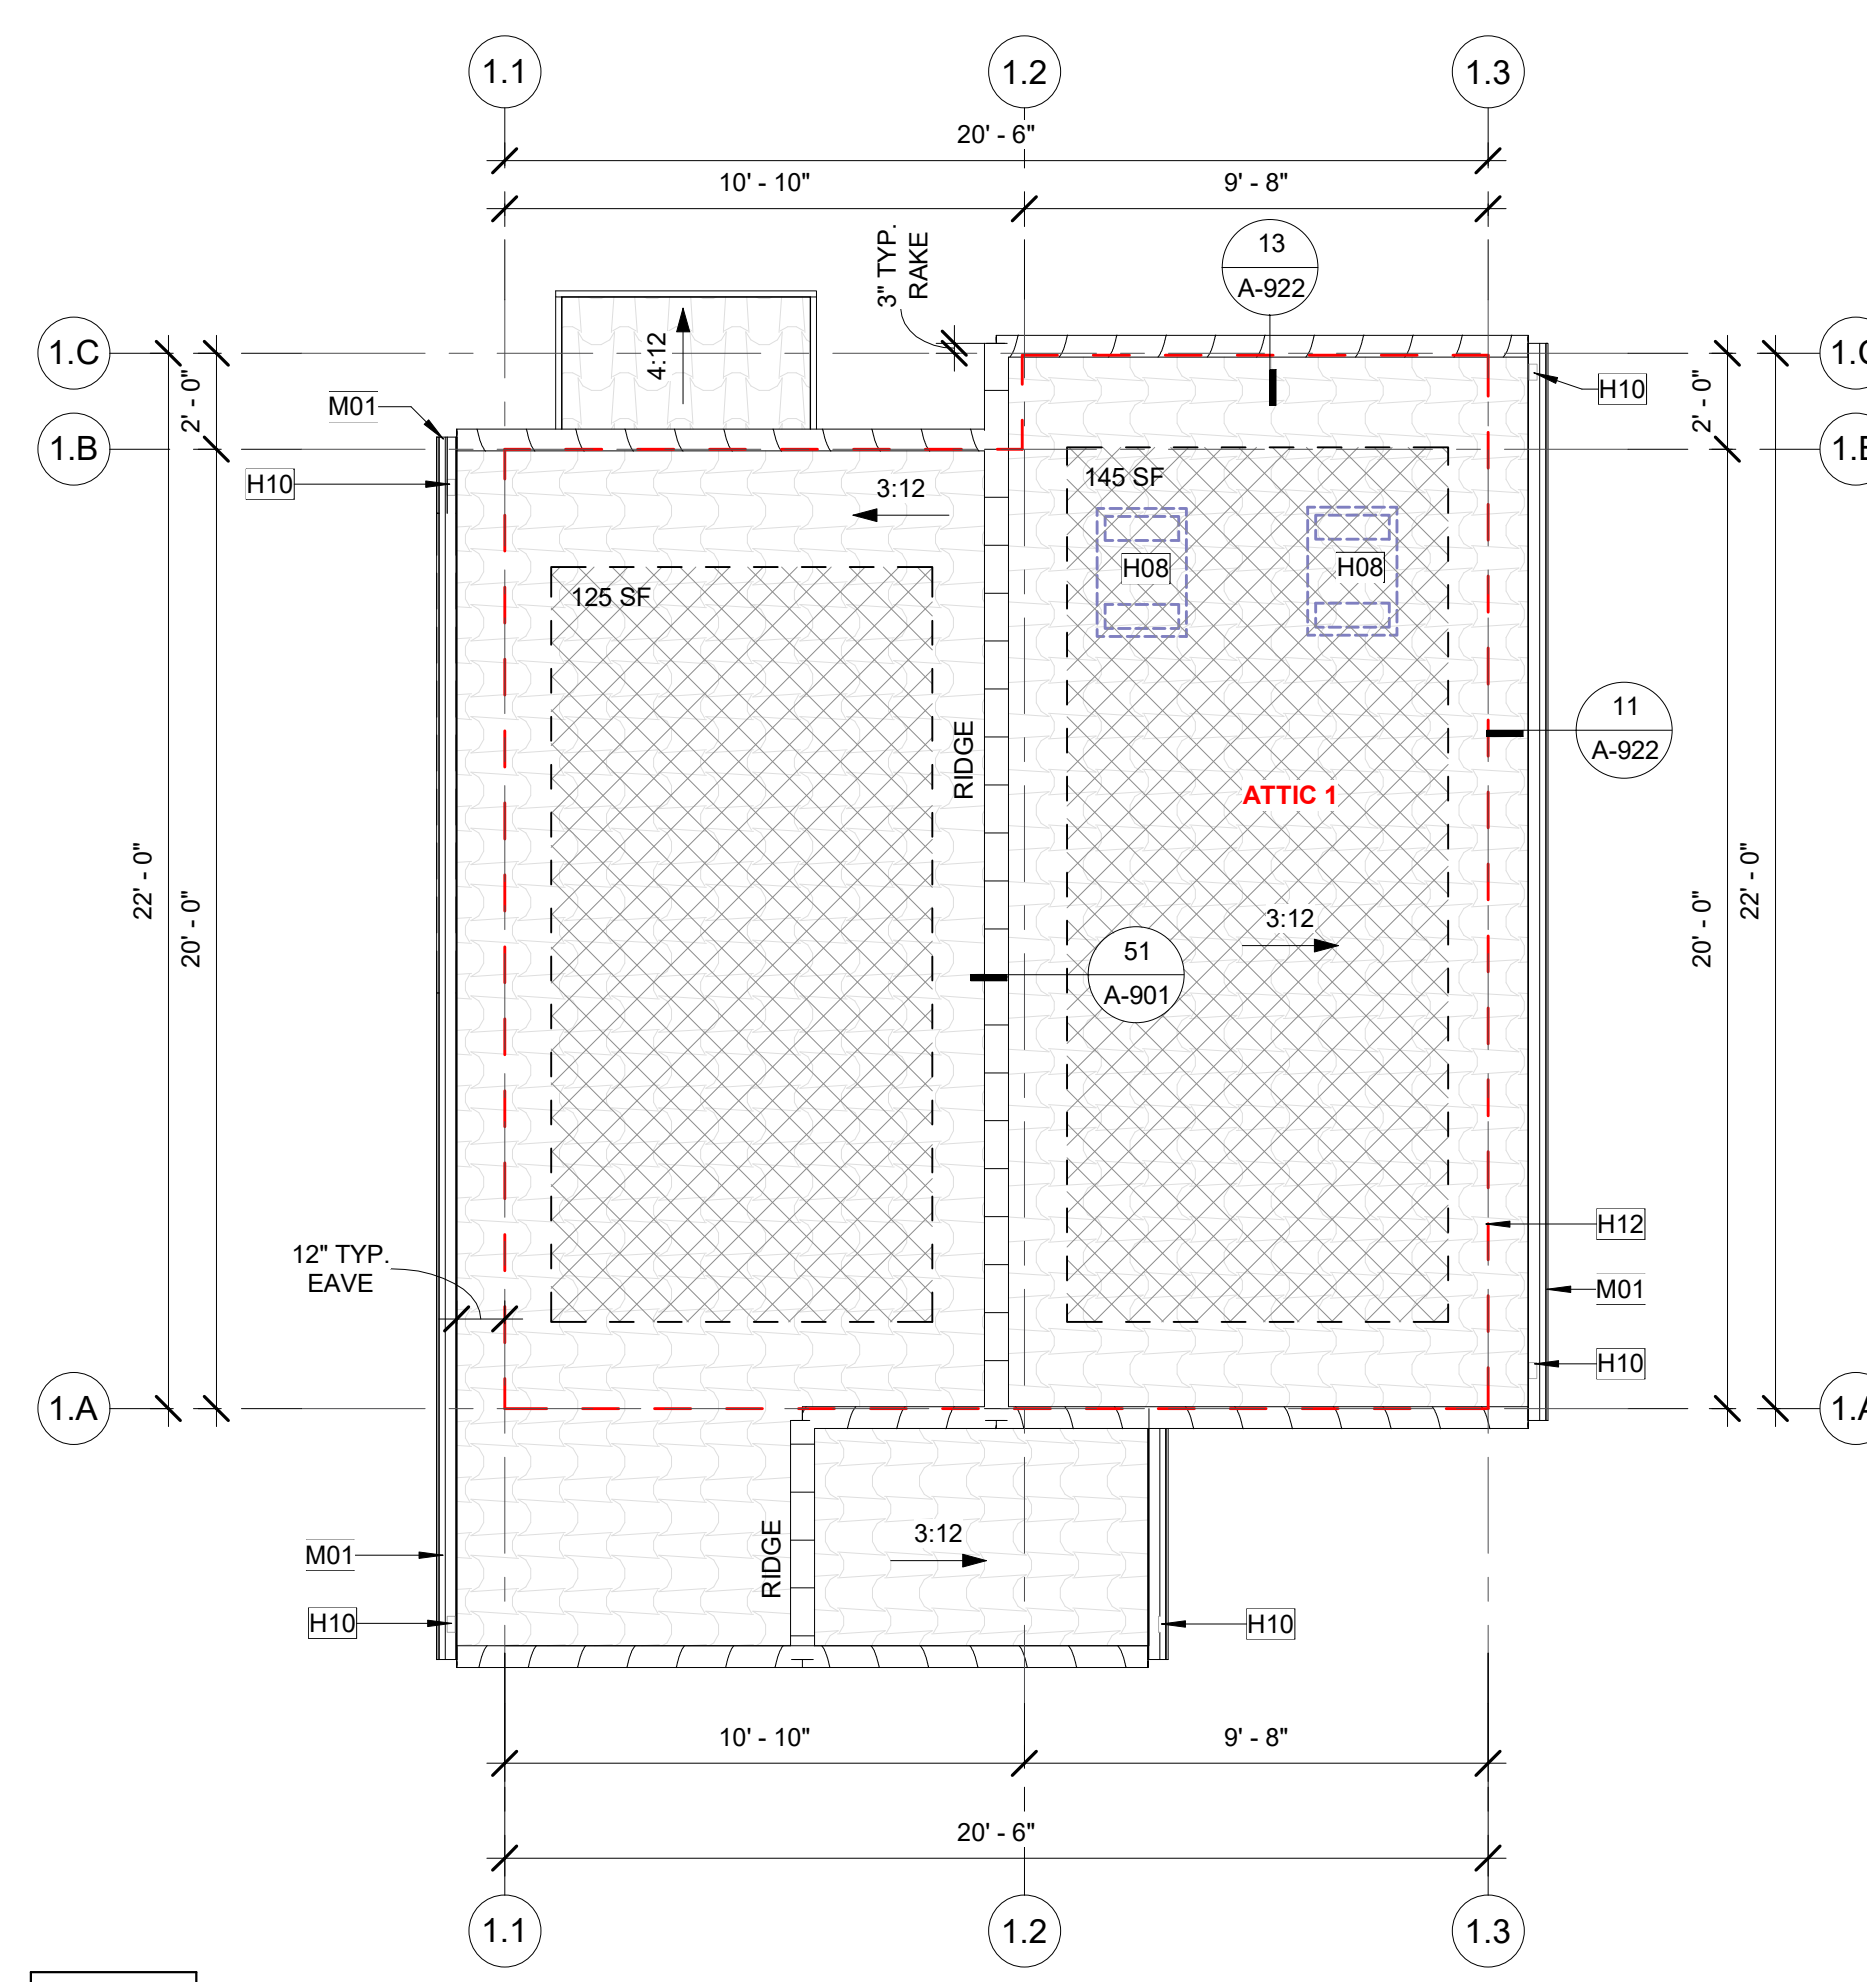 1.1
1.2
1.3
20' - 6"
10' - 10"
9' - 8"
3" TYP.
RAKE
13
A-922
4:12
1.C
1.C
2' - 0"
2' - 0"
M01
H10
1.B
1.B
H10
3:12
145 SF
H08
H08
125 SF
RIDGE
11
A-922
ATTIC 1
22' - 0"
20' - 0"
20' - 0"
22' - 0"
3:12
51
A-901
H12
12" TYP.
EAVE
M01
H10
1.A
1.A
RIDGE
3:12
M01
H10
H10
10' - 10"
9' - 8"
20' - 6"
1.1
1.2
1.3